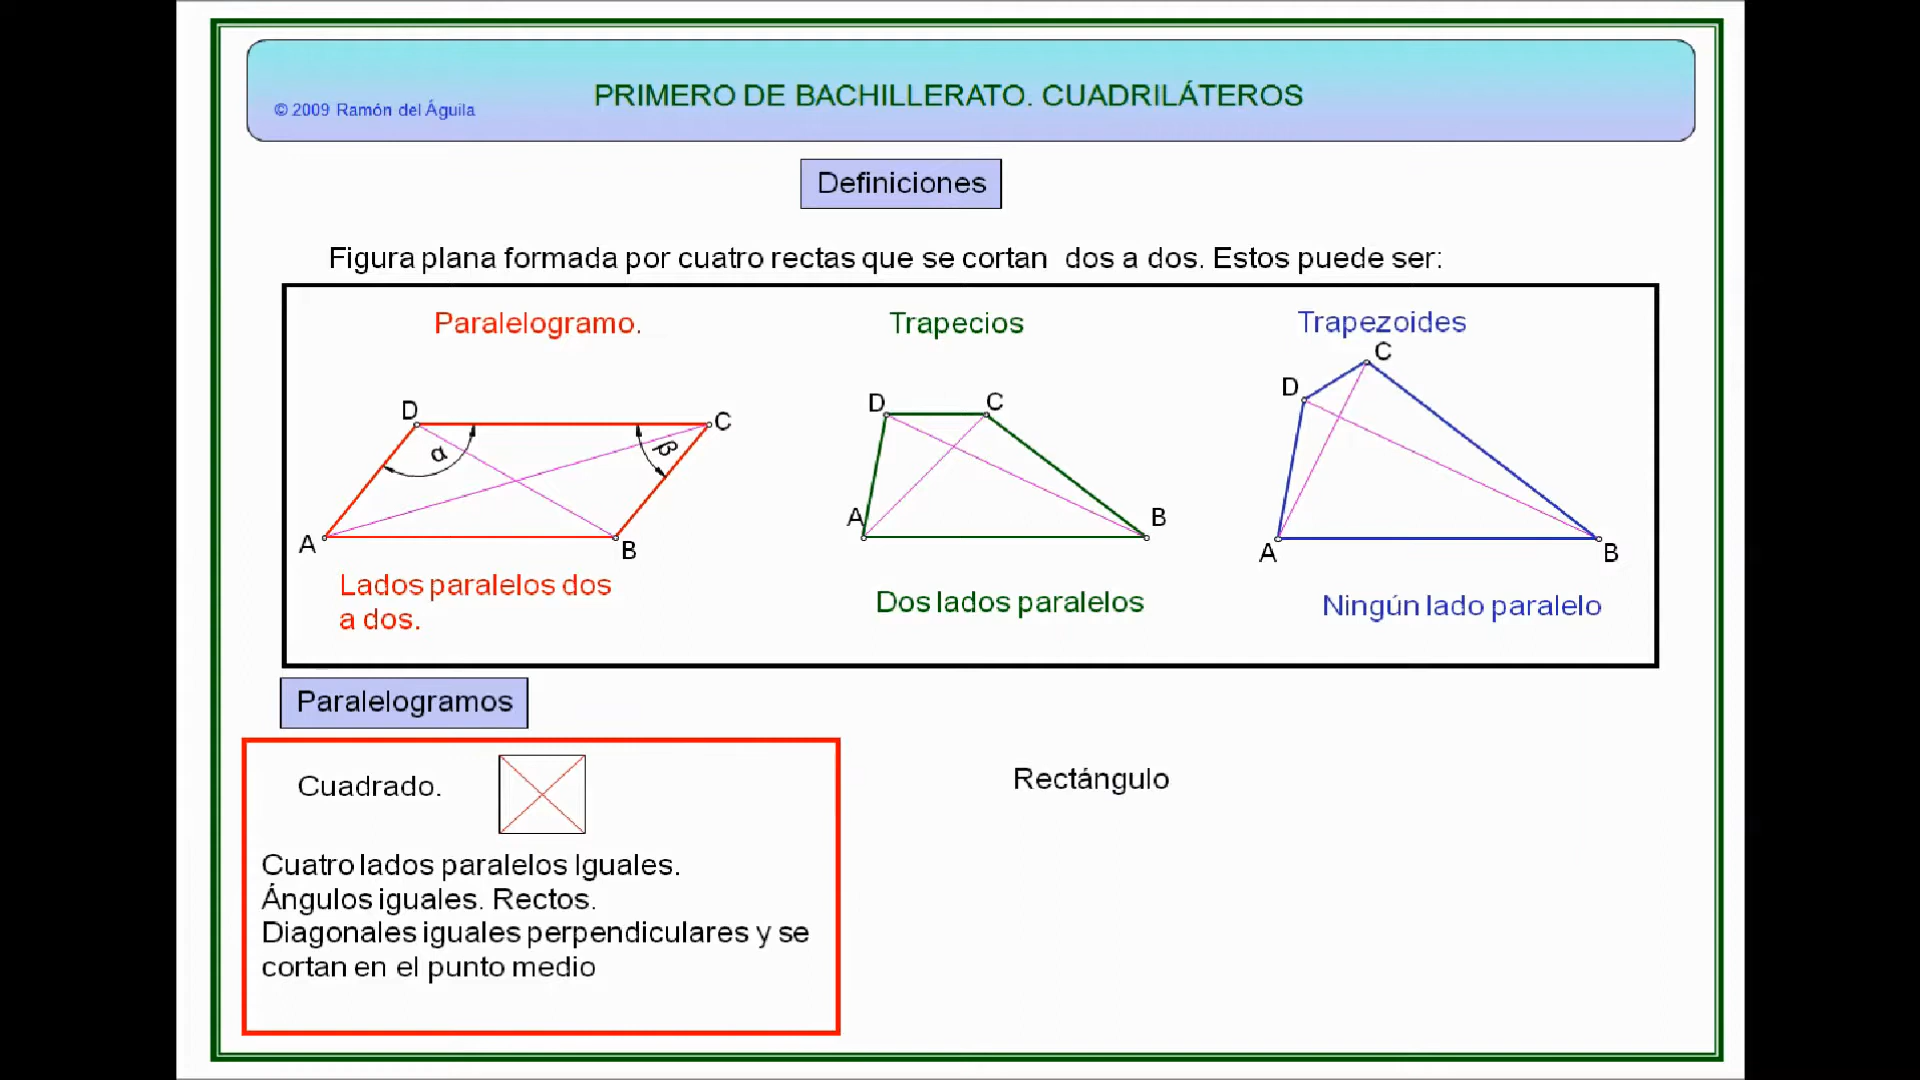 PRIMERO DE BACHILLERATO. CUADRILÁTEROS
© 2009 Ramón del Águila
Definiciones
Figura plana formada por cuatro rectas que se cortan dos a dos. Estos puede ser:
Paralelogramo.
Trapecios
Trapezoides
D
C
α
β
A
B
D
C
A
B
C
D
A
B
Lados paralelos dos
a dos.
Dos lados paralelos
Ningún lado paralelo
Paralelogramos
Cuadrado.
Cuatro lados paralelos Iguales.
Ángulos iguales. Rectos.
Diagonales iguales perpendiculares y se
cortan en el punto medio
Rectángulo